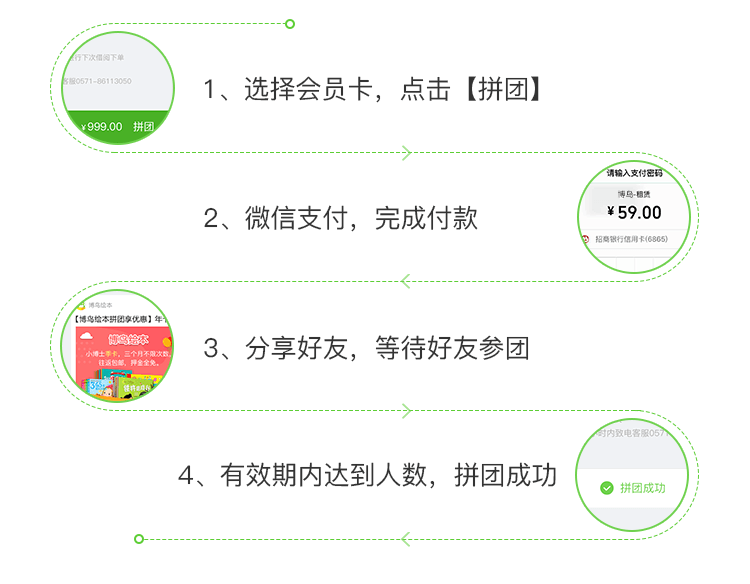 行下次借阅下单
客服0571-86113050
¥999.00 拼团
1、选择会员卡，点击【拼团】
请输入支付密码
博鸟-租赁
¥59.00
招商银行信用卡(6865)
2、微信支付，完成付款
博鸟绘本
【博鸟绘本拼团享优惠】年
博鸟绘本
小博士季卡，三个月不限次数
往返包邮、押金全免。
3、分享好友，等待好友参团
时内致电客服0571
拼团成功
4、有效期内达到人数，拼团成功